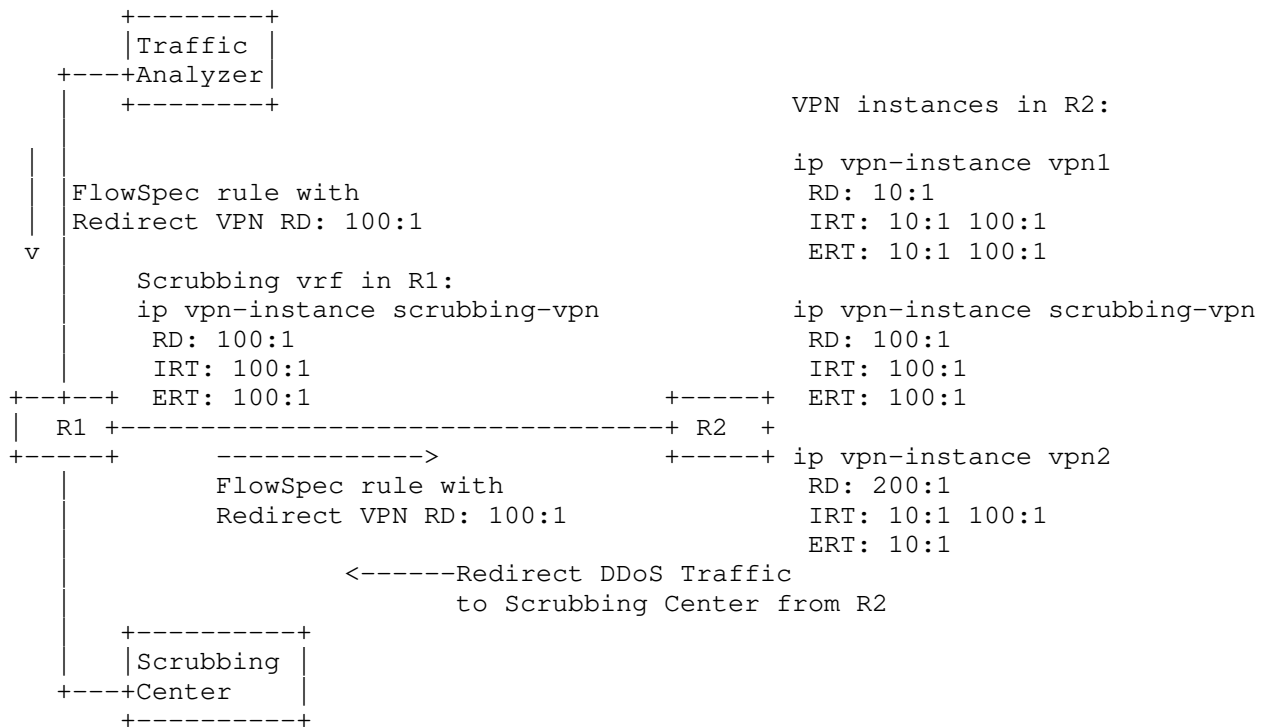 Traffic
Analyzer
VPN instances in R2:
ip vpn-instance vpn1
FlowSpec rule with RD: 10:1
Redirect VPN RD: 100:1 IRT: 10:1 100:1
v ERT: 10:1 100:1
Scrubbing vrf in R1:
ip vpn-instance scrubbing-vpn ip vpn-instance scrubbing-vpn
RD: 100:1 RD: 100:1
IRT: 100:1 IRT: 100:1
ERT: 100:1 ERT: 100:1
R1 R2
ip vpn-instance vpn2
FlowSpec rule with RD: 200:1
Redirect VPN RD: 100:1 IRT: 10:1 100:1
ERT: 10:1
<------Redirect DDoS Traffic
to Scrubbing Center from R2
Scrubbing
Center